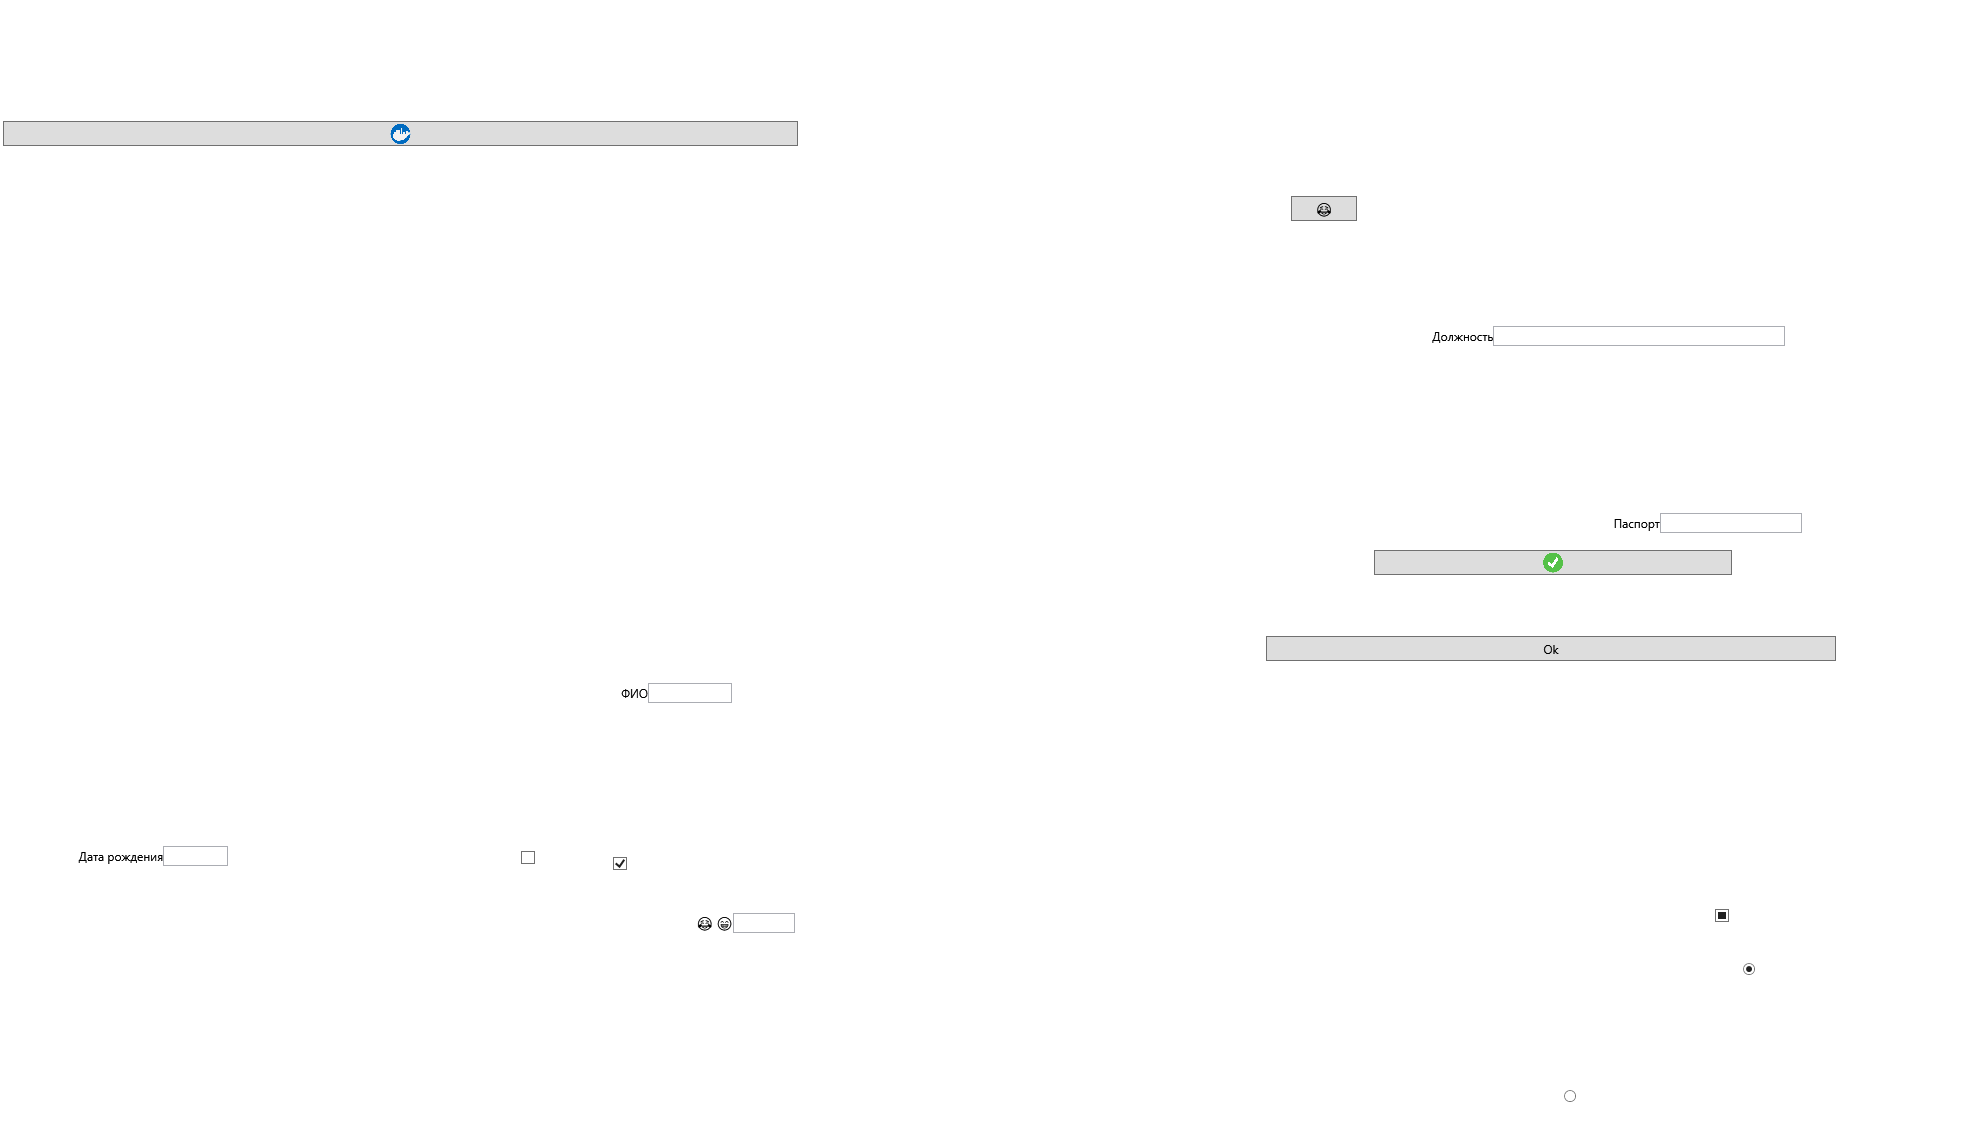 😂
Должность
Паспорт
Ok
ФИО
Дата рождения
😂 😁